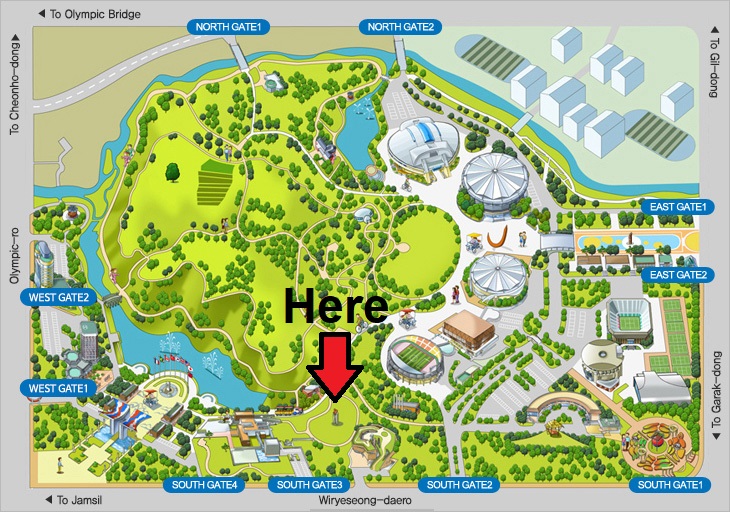 To Olympic Bridge
NORTH GATE1
NORTH GATE2
To Cheonho-dong
To Gil-dong
EAST GATE1
Olympic-ro
EAST GATE2
WEST GATE2
Here
WEST GATE1
To Garak-dong
SOUTH GATE4
SOUTH GATE3
SOUTH GATE2
SOUTH GATE1
To Jamsil
Wiryeseong-daero